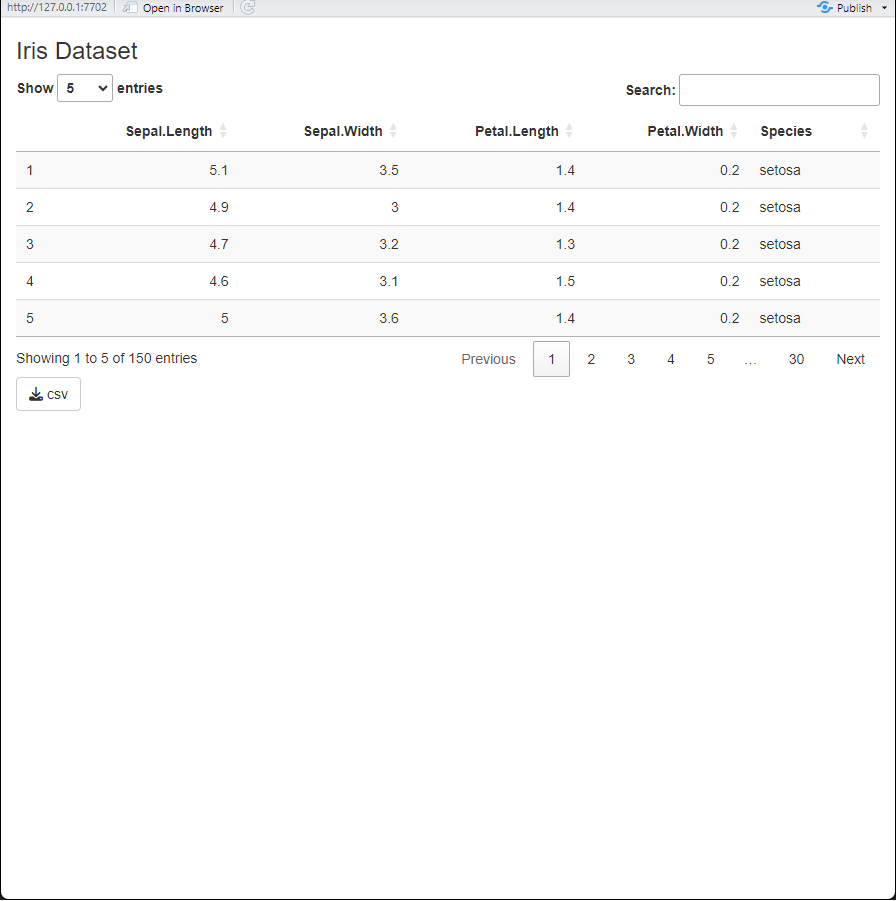 http://127.0.0.1:7702 Open in Browser Publish
Iris Dataset
Show 5 entries Search:
Sepal.Length Sepal.Width Petal.Length Petal.Width Species
1 5.1 3.5 1.4 0.2 setosa
2 4.9 3 1.4 0.2 setosa
3 4.7 3.2 1.3 0.2 setosa
4 4.6 3.1 1.5 0.2 setosa
5 5 3.6 1.4 0.2 setosa
Showing 1 to 5 of 150 entries Previous 1 2 3 4 5 … 30 Next
CSV